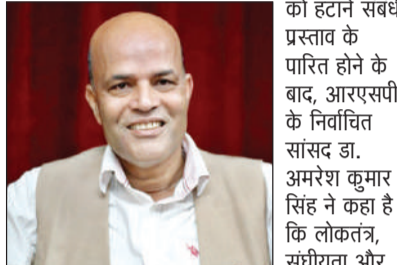 को हटाने संबंधी
प्रस्ताव के
पारित होने के
बाद, आरएसपी
के निर्वाचित
सांसद डा.
अमरेश कुमार
सिंह ने कहा है
कि लोकतंत्र,
संघीयता और